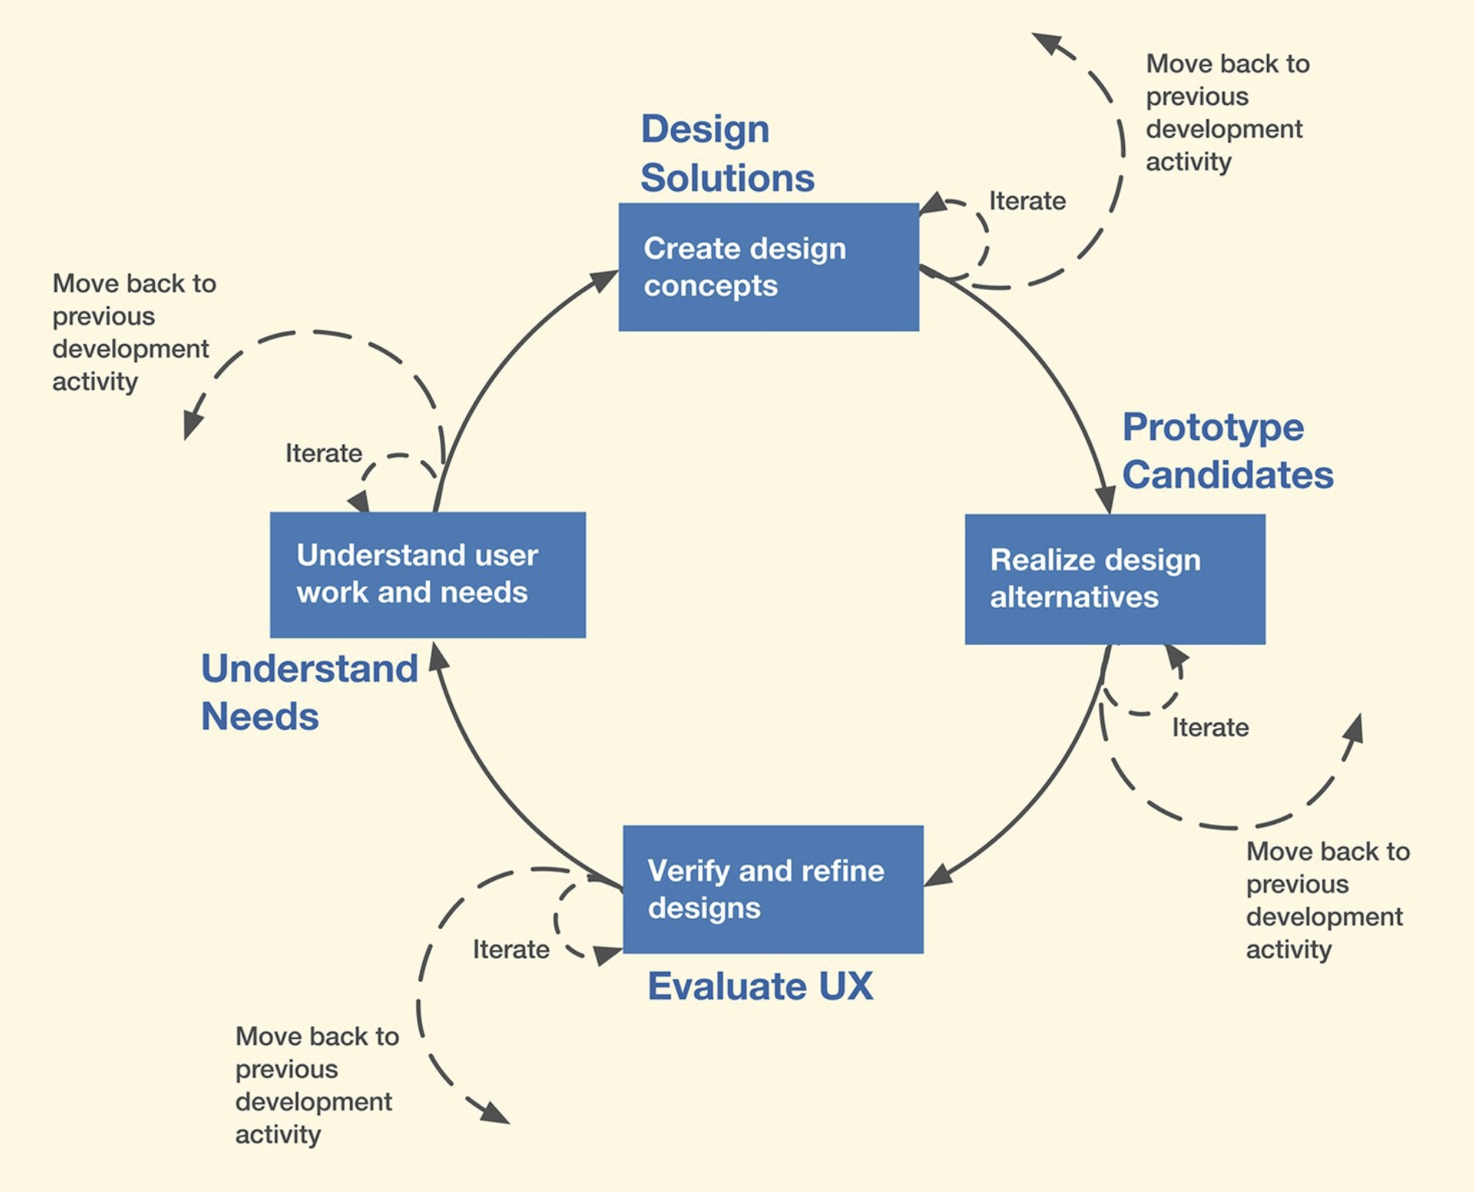 Move back to
previous
development
activity
Design
Solutions
Iterate
Create design
concepts
Move back to
previous
development
activity
Iterate
Prototype
Candidates
Understand user
work and needs
Realize design
alternatives
Understand
Needs
Iterate
Move back to
previous
development
activity
Verify and refine
designs
Iterate
Evaluate UX
Move back to
previous
development
activity